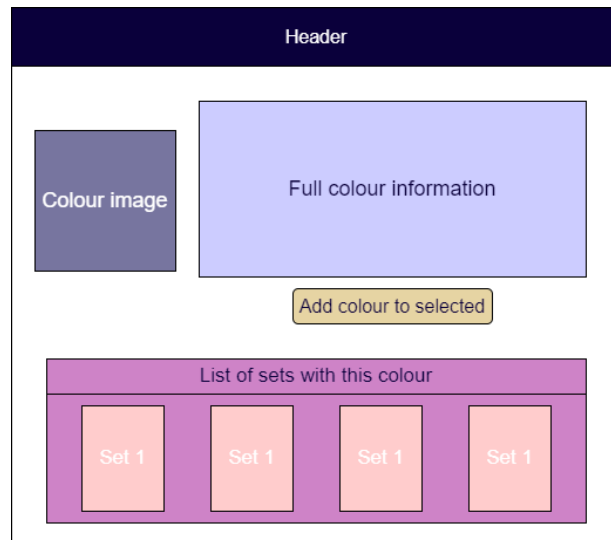 Header
Colour image
Full colour information
Add colour to selected
List of sets with this colour
Set 1
Set 1
Set 1
Set 1